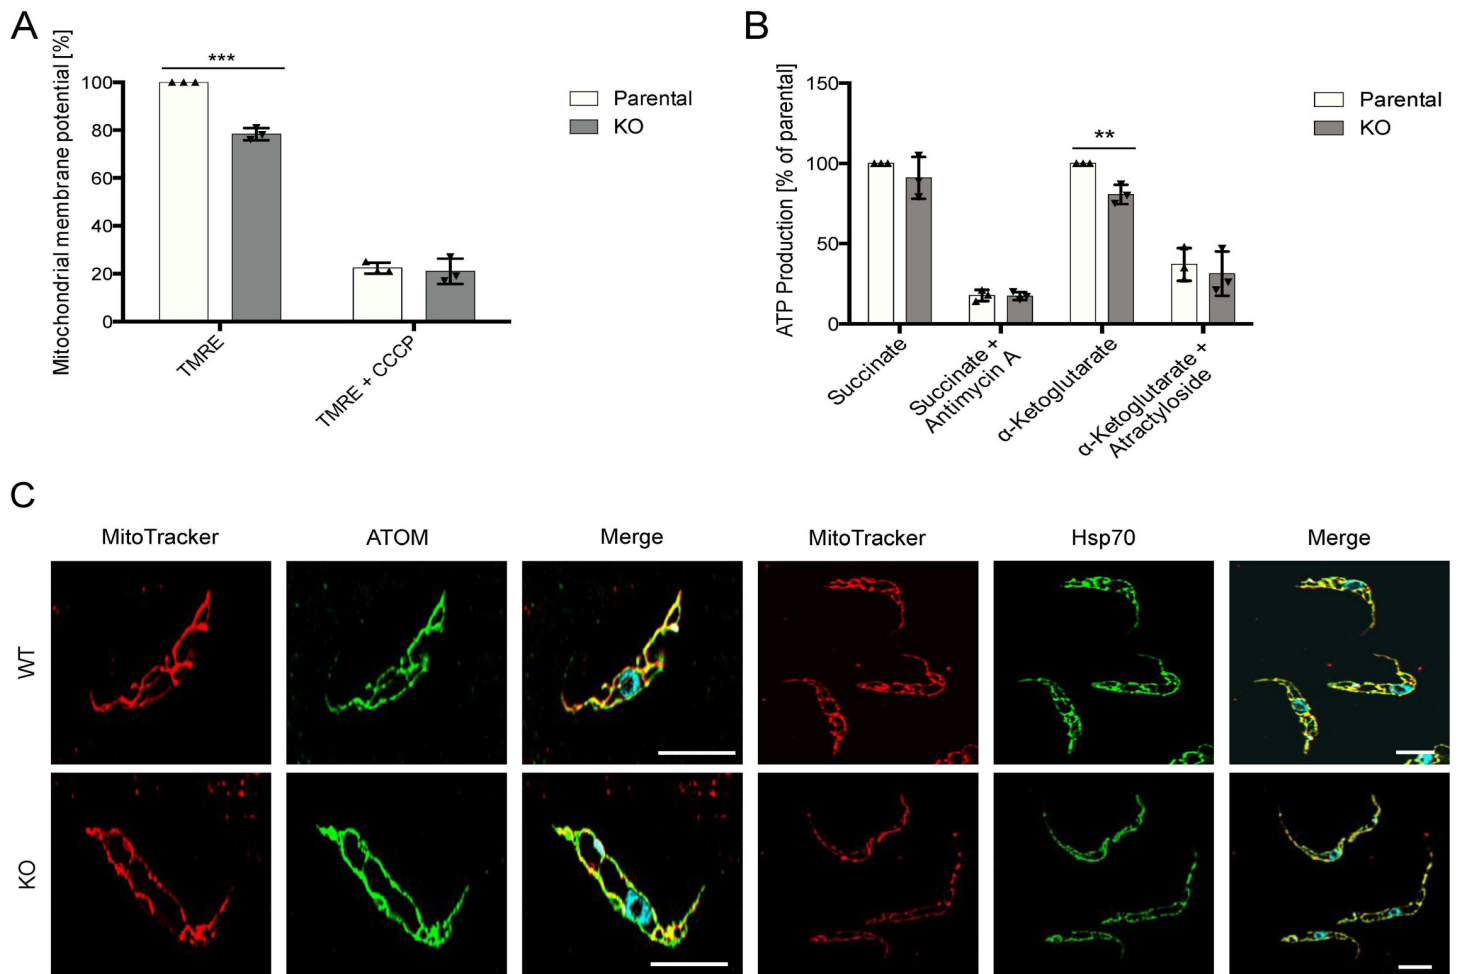 A
Mitochondrial membrane potential [%]
100
80
60
40
20
0
***
TMRE
TMRE + CCCP
Parental
KO
B
ATP Production [% of parental]
150
100
50
0
**
Succinate
Succinate +
Antimycin A
α-Ketoglutarate
α-Ketoglutarate +
Atractyloside
Parental
KO
C
MitoTracker ATOM Merge MitoTracker Hsp70 Merge
WT
KO